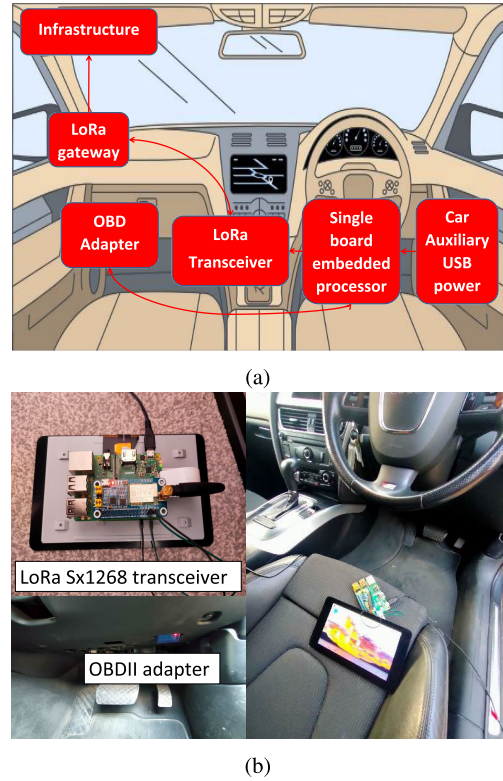 Infrastructure
LoRa
gateway
OBD
Adapter
LoRa
Transceiver
Single
board
embedded
processor
Car
Auxiliary
USB
power
(a)
LoRa Sx1268 transceiver
OBDII adapter
(b)